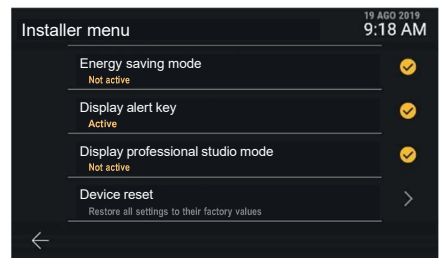 19 AGO 2019
Installer menu
9:18 AM
Energy saving mode
Not active
Display alert key
Active
Display professional studio mode
Not active
Device reset
Restore all settings to their factory values